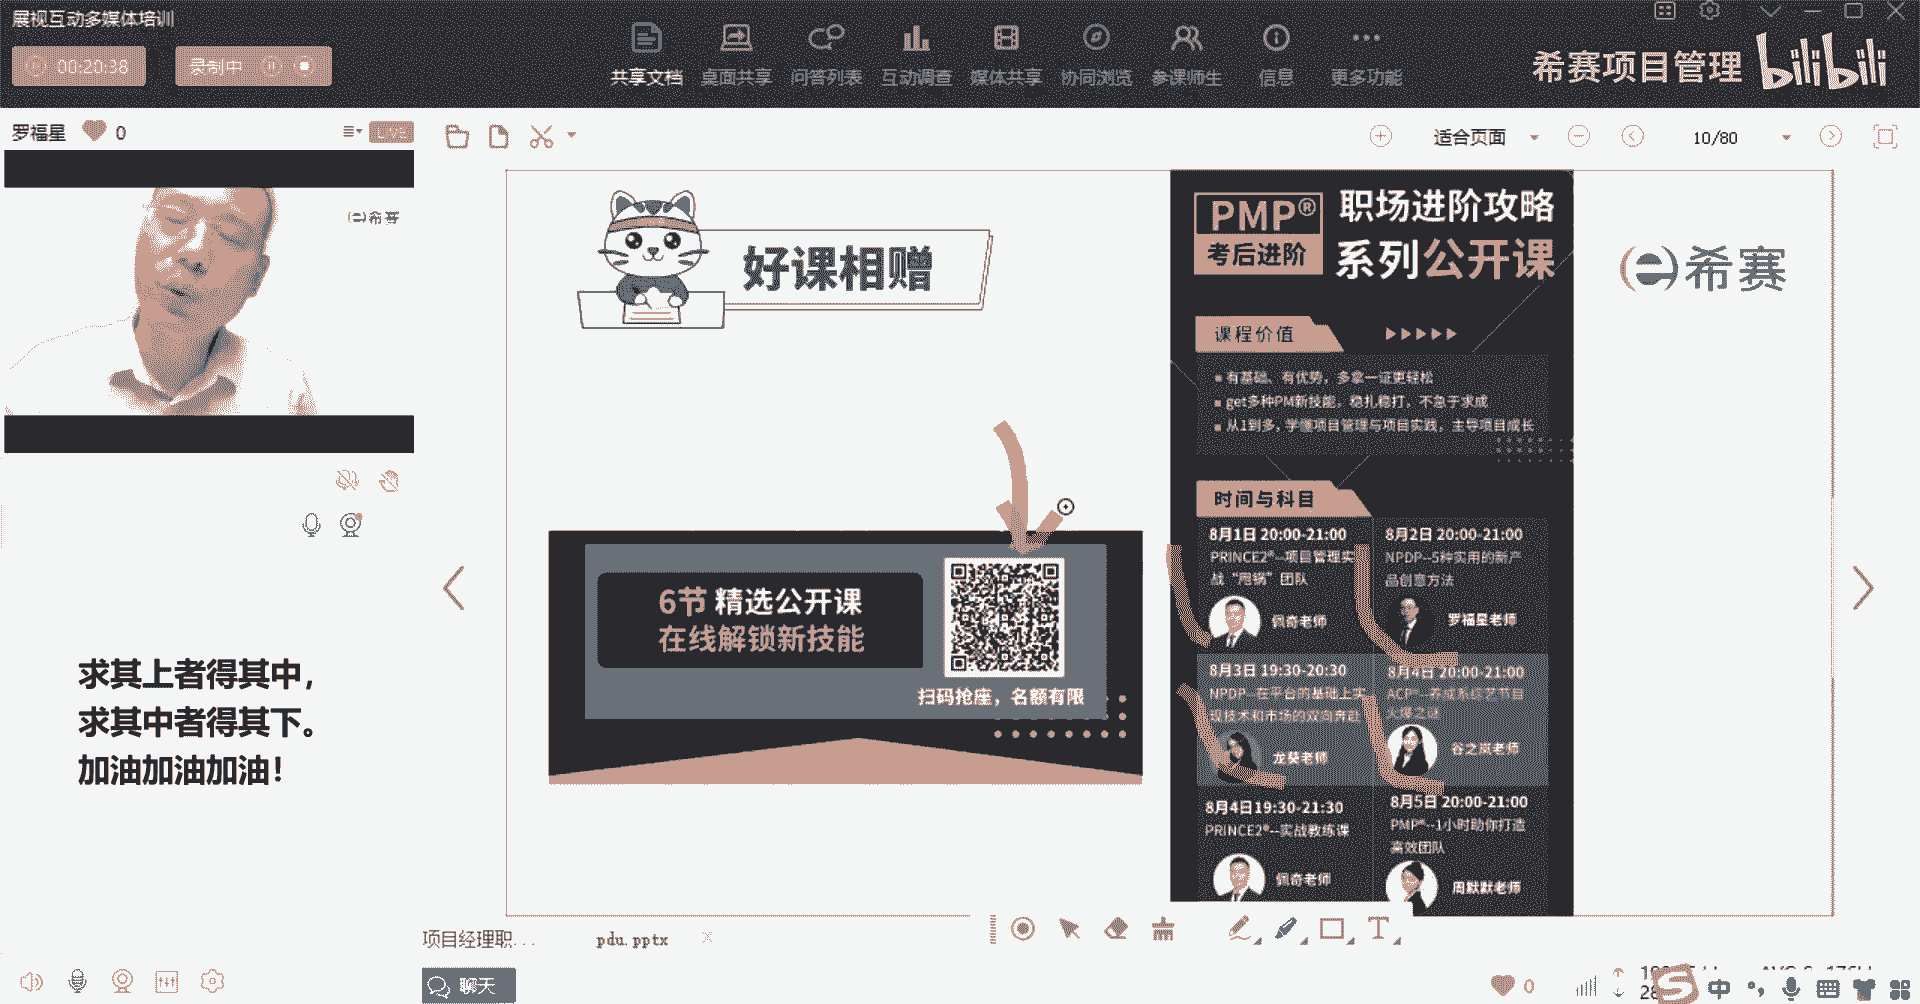 展视互动多媒体培训
00:20:38
录制中
共享文档
桌面共享
问答列表
互动调查
媒体共享
协同浏览
参课师生
信息
更多功能
希赛项目管理
bilibili
罗福星
0
LIVE
适合页面
10/80
希赛
好课相赠
PMP®
考后进阶
职场进阶攻略
系列公开课
希赛
课程价值
有基础、有优势，多拿一证更轻松
get多种PM新技能，稳扎稳打，不急于求成
从1到多，学懂项目管理与项目实践，主导项目成长
时间与科目
8月1日 20:00-21:00
PRINCE2®--项目管理实
战“甩锅”团队
佩奇老师
8月2日 20:00-21:00
NPDP--5种实用的新产
品创意方法
罗福星老师
8月3日 19:30-20:30
NPDP--在平台的基础上实
现技术和市场的双向奔赴
龙葵老师
8月4日 20:00-21:00
ACP®--养成系综艺节目
火爆之谜
谷之岚老师
8月4日19:30-21:30
PRINCE2®--实战教练课
佩奇老师
8月5日 20:00-21:00
PMP®--1小时助你打造
高效团队
周默默老师
6节 精选公开课
在线解锁新技能
扫码抢座，名额有限
求其上者得其中，
求其中者得其下。
加油加油加油！
项目经理职...
pdu.pptx
聊天
0
中